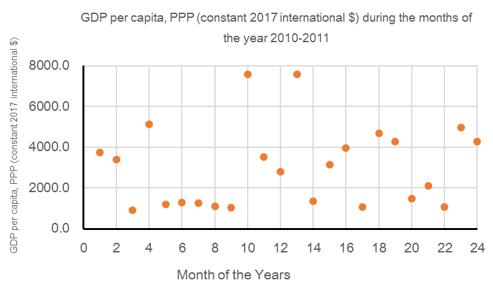 GDP per capita, PPP (constant 2017 international $) during the months of
the year 2010-2011
GDP per capita, PPP (constant 2017 international $)
8000.0
6000.0
4000.0
2000.0
0.0
0 2 4 6 8 10 12 14 16 18 20 22 24
Month of the Years